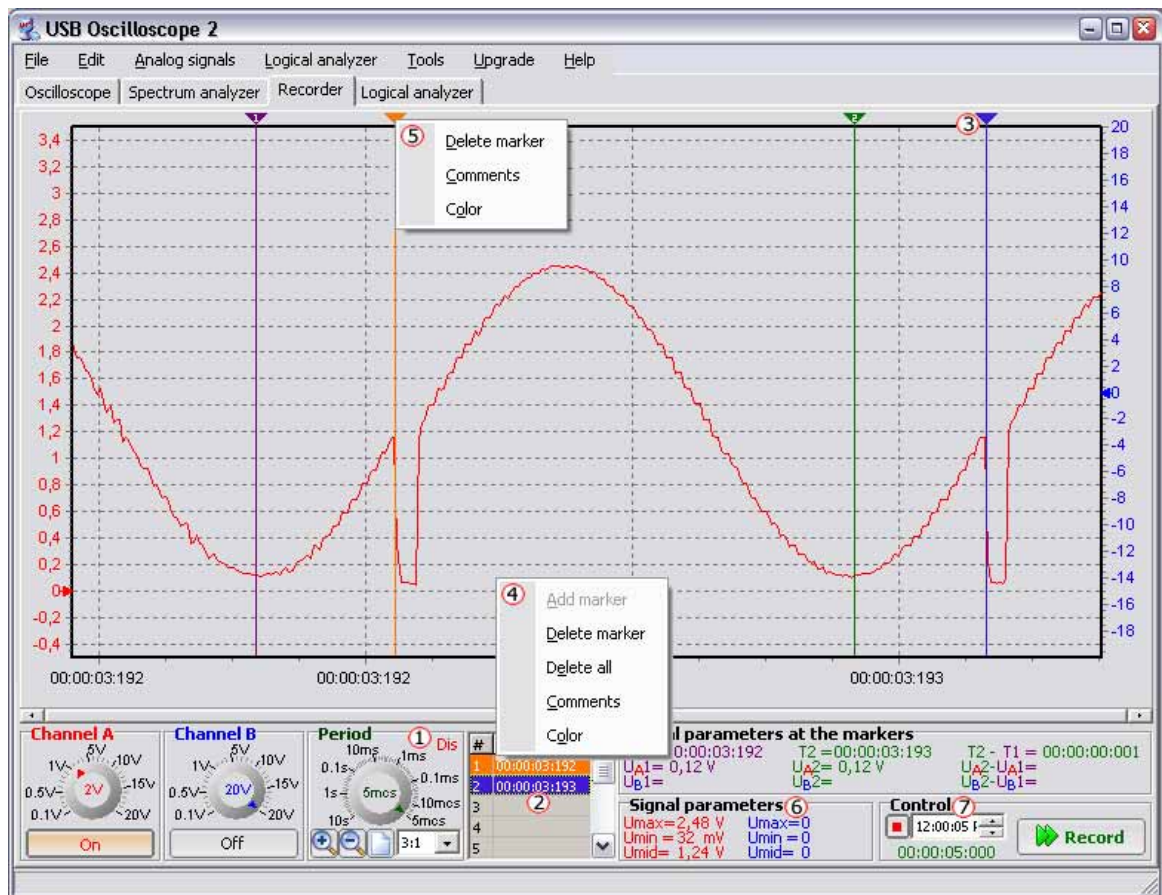 USB Oscilloscope 2
File Edit Analog signals Logical analyzer Tools Upgrade Help
Oscilloscope Spectrum analyzer Recorder Logical analyzer
1 2 3
5 Delete marker
Comments
Color
3,4
3,2
3
2,8
2,6
2,4
2,2
2
1,8
1,6
1,4
1,2
1
0,8
0,6
0,4
0,2
0
-0,2
-0,4
20
18
16
14
12
10
8
6
4
2
0
-2
-4
-6
-8
-10
-12
-14
-16
-18
4 Add marker
Delete marker
Delete all
Comments
Color
00:00:03:192 00:00:03:192 00:00:03:193
Channel A
5V
1V 10V
0.5V 2V 15V
0.1V 20V
On
Channel B
5V
1V 10V
0.5V 20V 15V
0.1V 20V
Off
Period 1 Dis
10ms 1ms
0.1s 0.1ms
1s 5mcs 10mcs
10s 5mcs
3:1
#
1 00:00:03:192
2 00:00:03:193
3 2
4
5
l parameters at the markers
0:00:03:192 T2 =00:00:03:193 T2 - T1 = 00:00:00:001
UA1= 0,12 V UA2= 0,12 V UA2-UA1=
UB1= UB2= UB2-UB1=
Signal parameters 6
Umax=2,48 V Umax=0
Umin= 32 mV Umin =0
Umid= 1,24 V Umid= 0
Control 7
12:00:05
00:00:05:000
Record